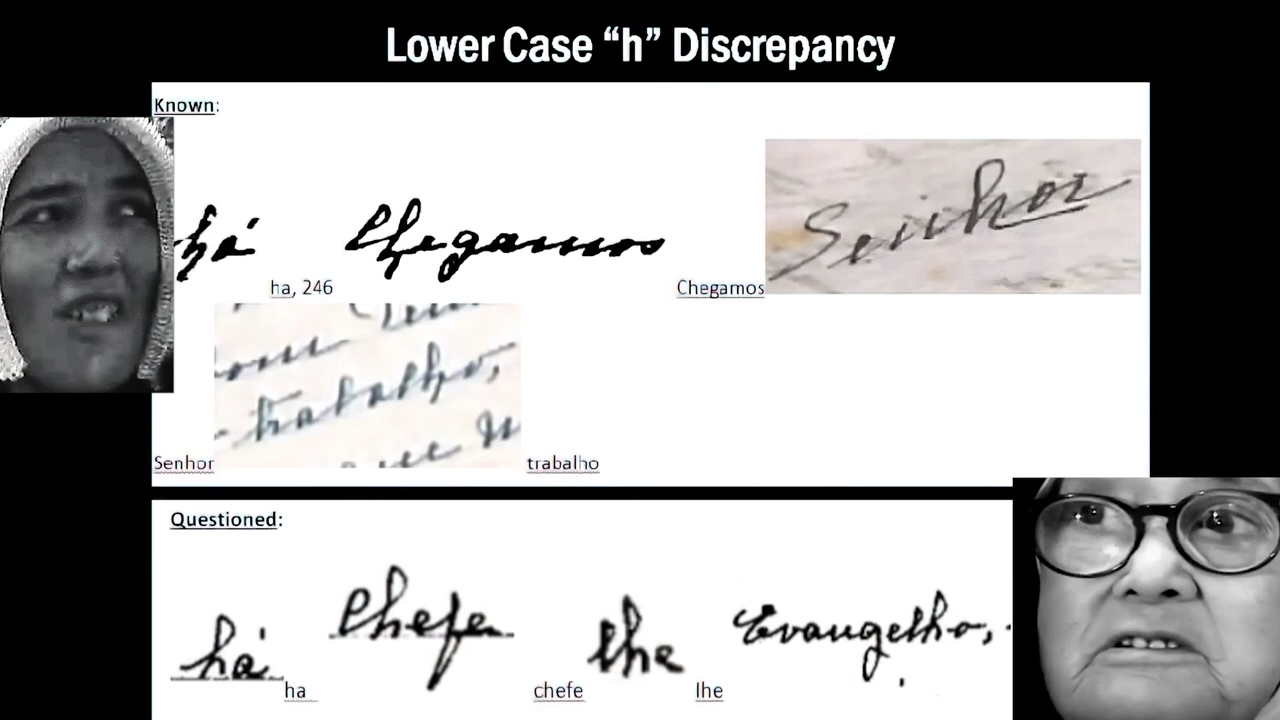 Lower Case “h” Discrepancy
Known:
há ha, 246 Chegamos Chegamos Senhor
Senhor trabalho, trabalho
Questioned:
há ha Chefe chefe lhe lhe Evangelho,